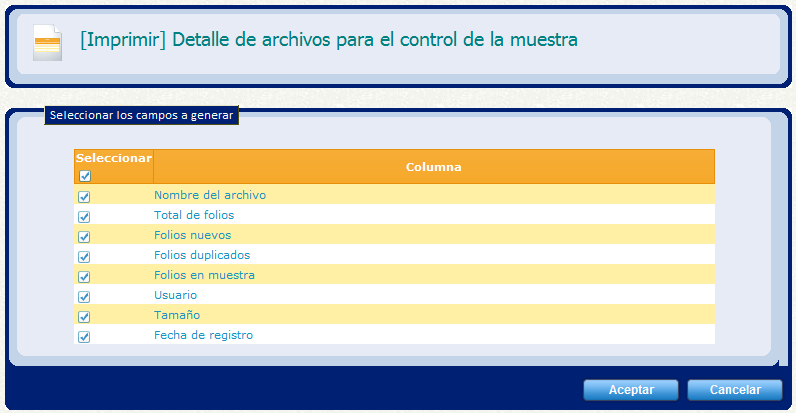 [Imprimir] Detalle de archivos para el control de la muestra
Seleccionar los campos a generar
Seleccionar
Columna
Nombre del archivo
Total de folios
Folios nuevos
Folios duplicados
Folios en muestra
Usuario
Tamaño
Fecha de registro
Aceptar Cancelar